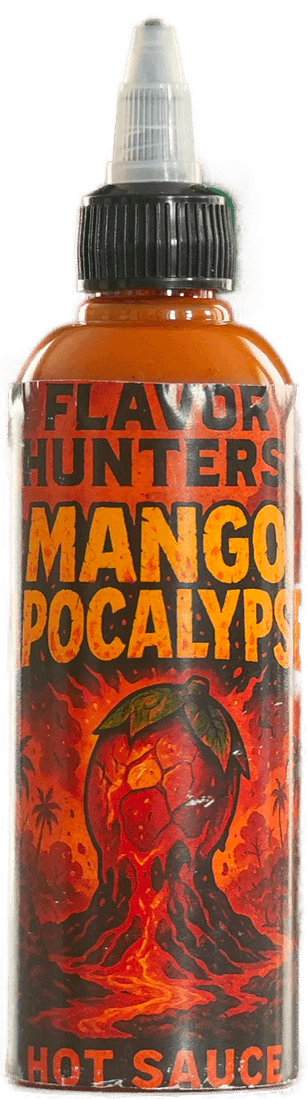 FLAVOR
HUNTERS
MANGO
POCALYPSE
HOT SAUCE